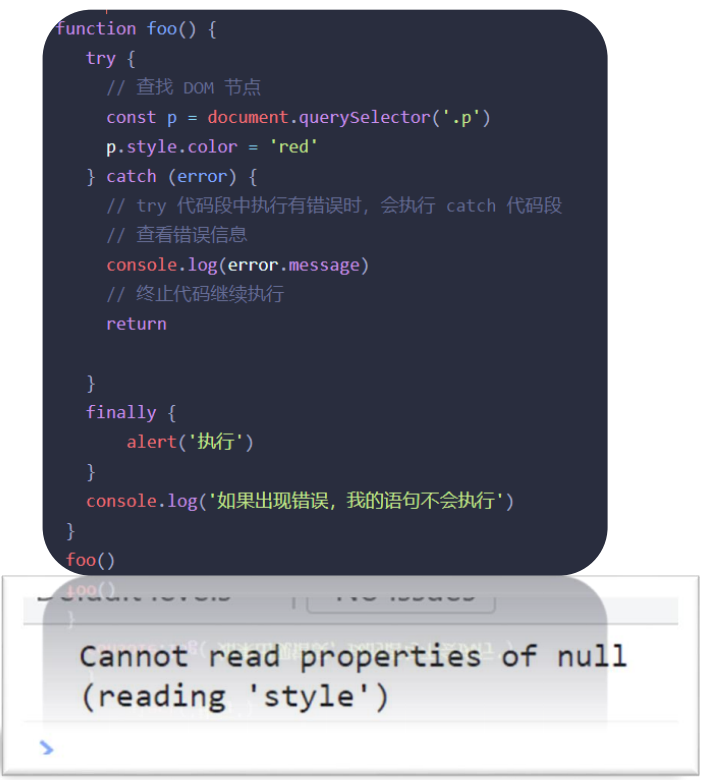 function foo() {
try {
// 查找 DOM 节点
const p = document.querySelector('.p')
p.style.color = 'red'
} catch (error) {
// try 代码段中执行有错误时，会执行 catch 代码段
// 查看错误信息
console.log(error.message)
// 终止代码继续执行
return
}
finally {
alert('执行')
}
console.log('如果出现错误，我的语句不会执行')
}
foo()
Cannot read properties of null
(reading 'style')
>